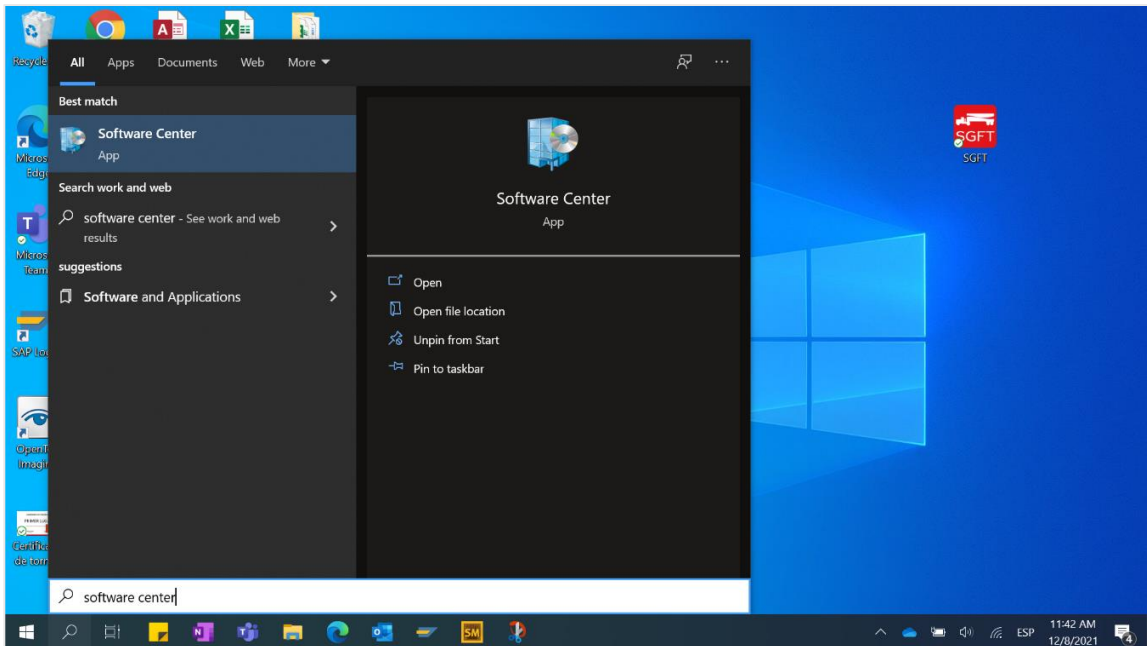 All Apps Documents Web More
Best match
Software Center
App
Search work and web
software center - See work and web
results
suggestions
Software and Applications
Software Center
App
Open
Open file location
Unpin from Start
Pin to taskbar
SGFT
SGFT
Recycle
Micros
Edge
T
Micros
Team
SAP Lo
OpenT
Imagi
Certific
de torn
software center
N
SM
ESP
11:42 AM
12/8/2021
4